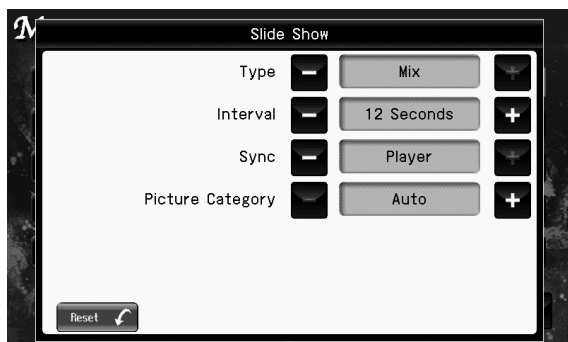 Slide Show
Type − Mix +
Interval − 12 Seconds +
Sync − Player +
Picture Category − Auto +
Reset